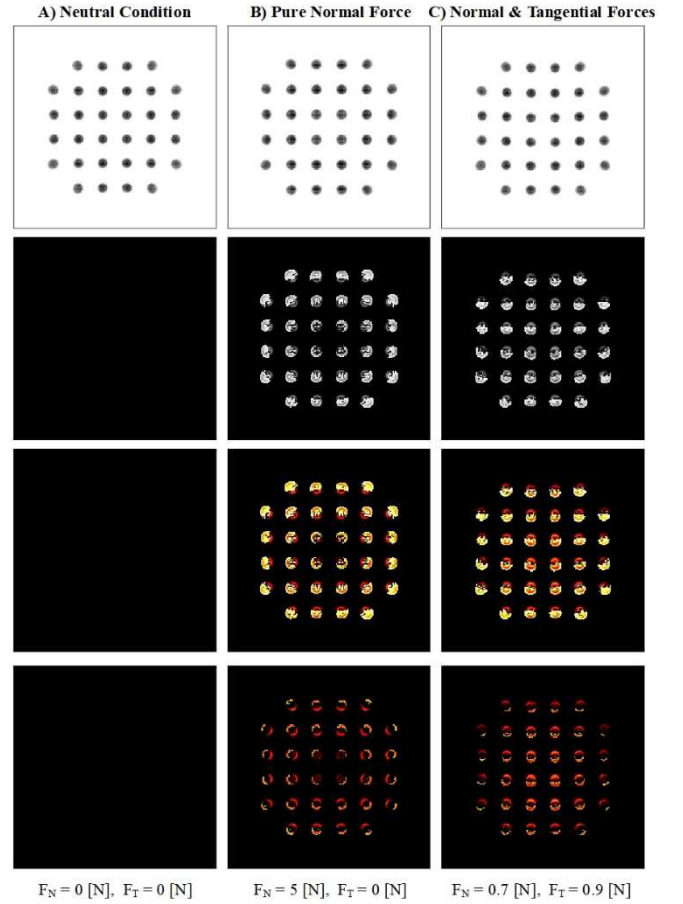 A) Neutral Condition
B) Pure Normal Force
C) Normal & Tangential Forces
F_N = 0 [N], F_T = 0 [N]
F_N = 5 [N], F_T = 0 [N]
F_N = 0.7 [N], F_T = 0.9 [N]